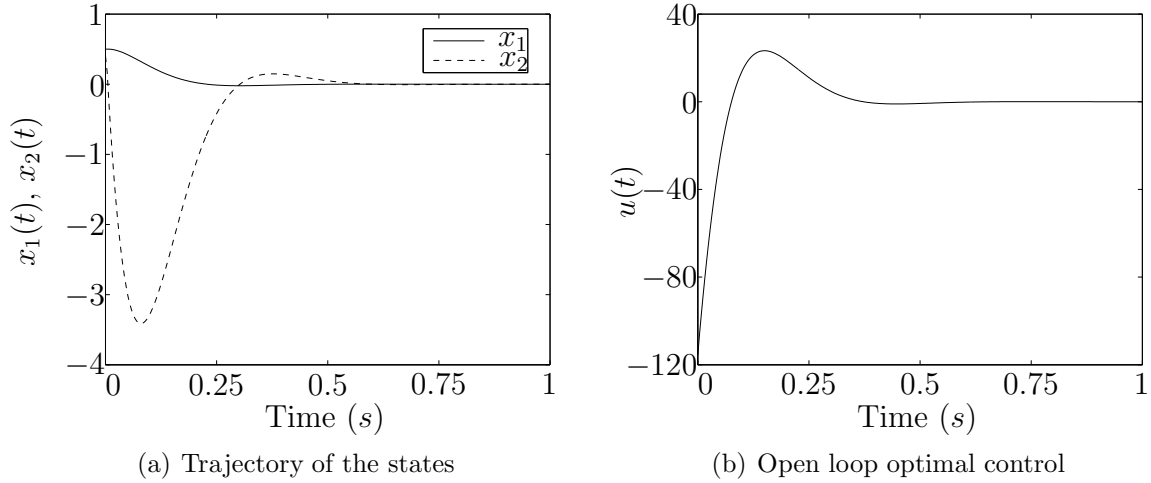 1
0
−1
−2
−3
−4
x₁(t), x₂(t)
x₁
x₂
0
0.25
0.5
0.75
1
Time (s)
(a) Trajectory of the states
40
0
−40
−80
−120
u(t)
0
0.25
0.5
0.75
1
Time (s)
(b) Open loop optimal control